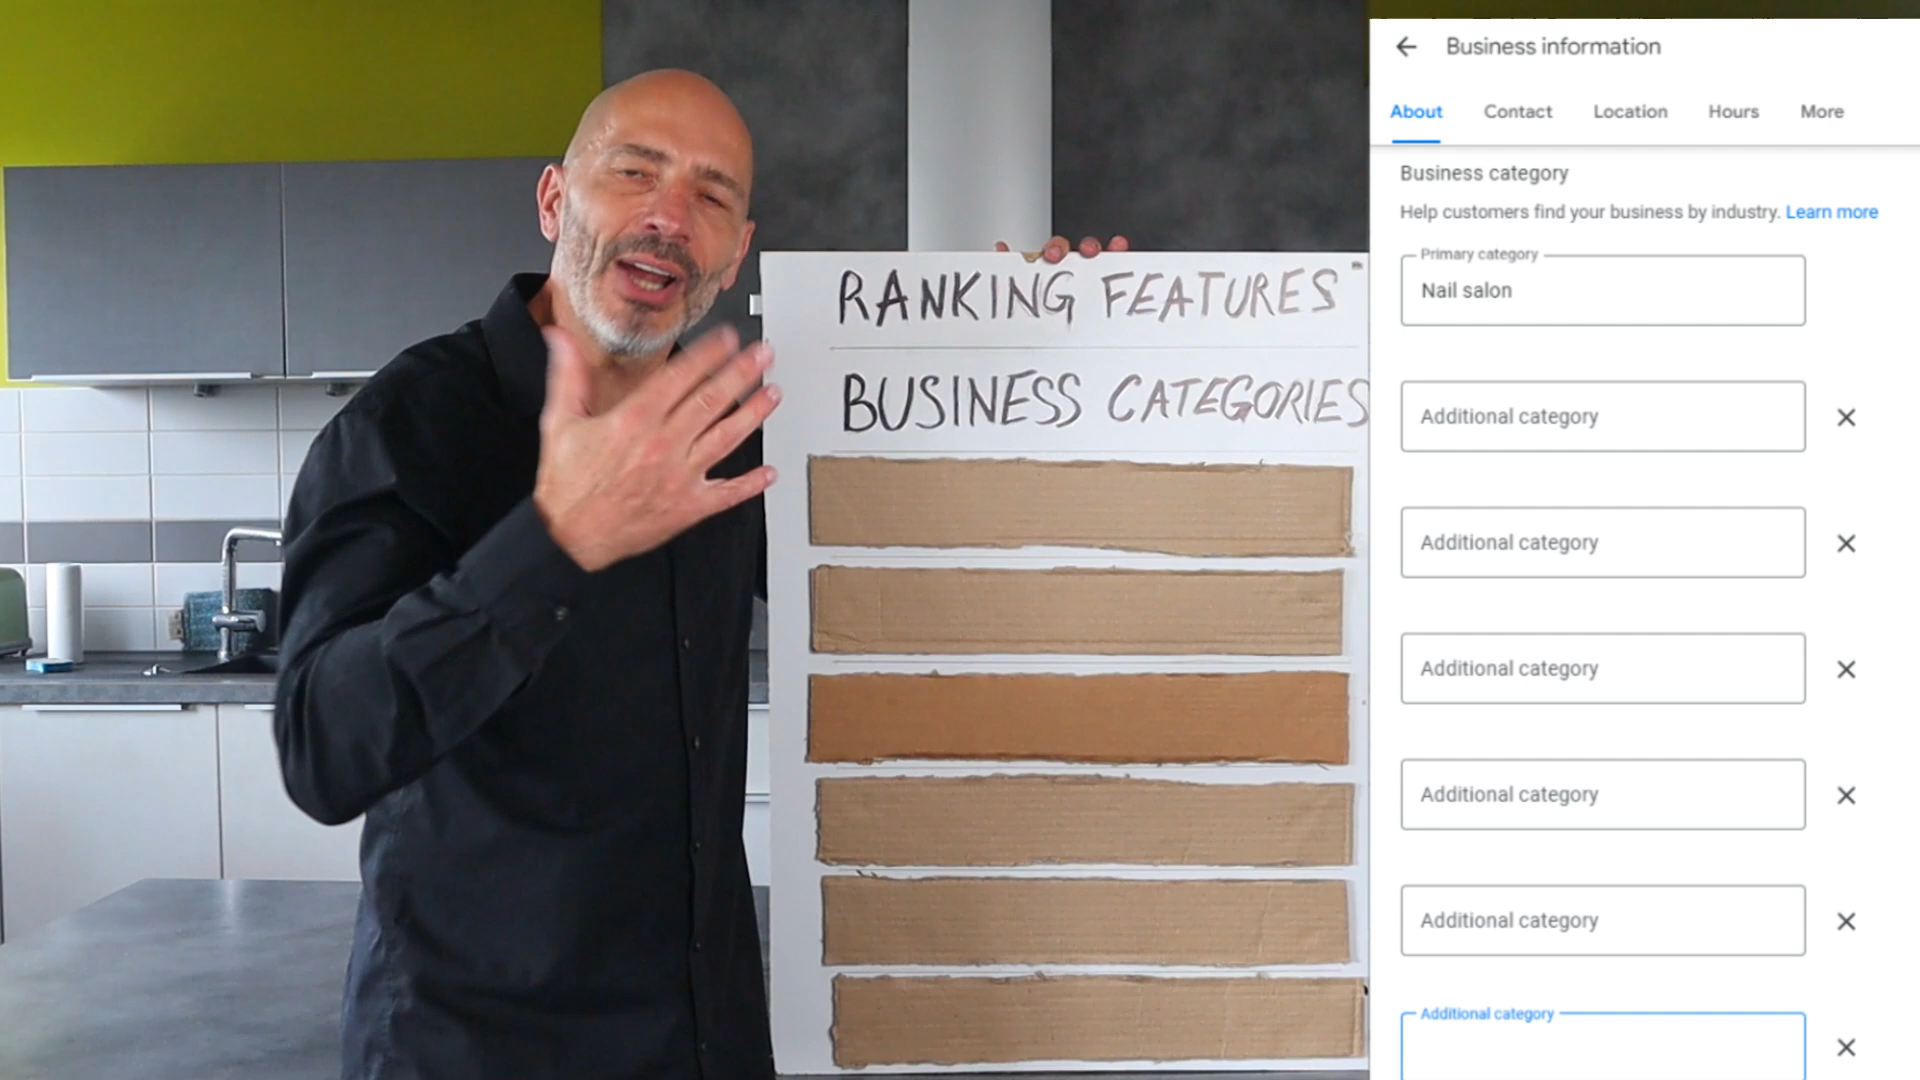 RANKING FEATURES
BUSINESS CATEGORIES
Business information
About
Contact
Location
Hours
More
Business category
Help customers find your business by industry. Learn more
Primary category
Nail salon
Additional category
Additional category
Additional category
Additional category
Additional category
Additional category